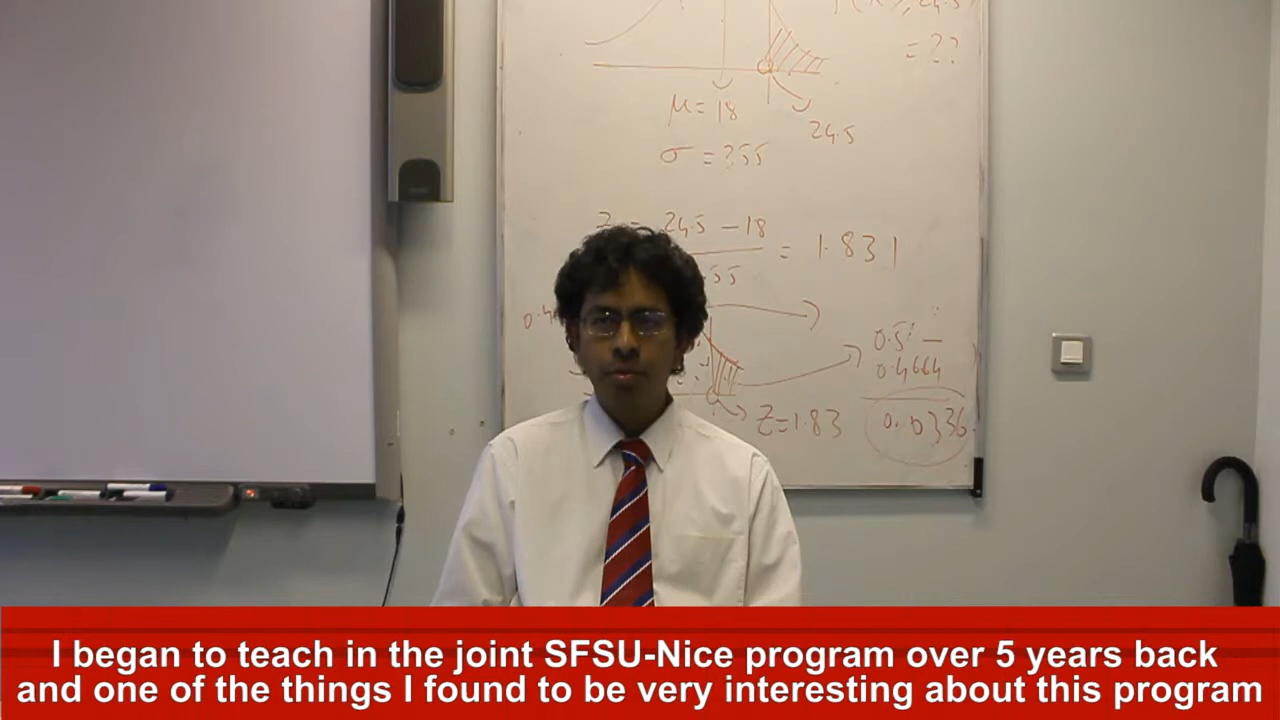 = ??
μ = 18
24.5
σ = 3.55
24.5 – 18
= 1.831
.55
0.5 –
0.4664
Z=1.83
0.0336
I began to teach in the joint SFSU-Nice program over 5 years back
and one of the things I found to be very interesting about this program